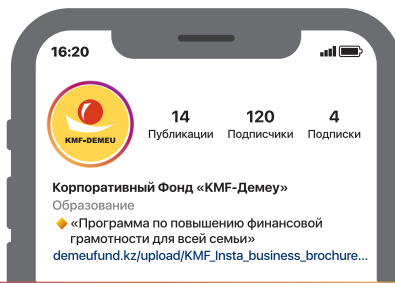 16:20
KMF-DEMEU
14 120 4
Публикации Подписчики Подписки
Корпоративный Фонд «KMF-Демеу»
Образование
«Программа по повышению финансовой
грамотности для всей семьи»
demeufund.kz/upload/KMF_Insta_business_brochure...